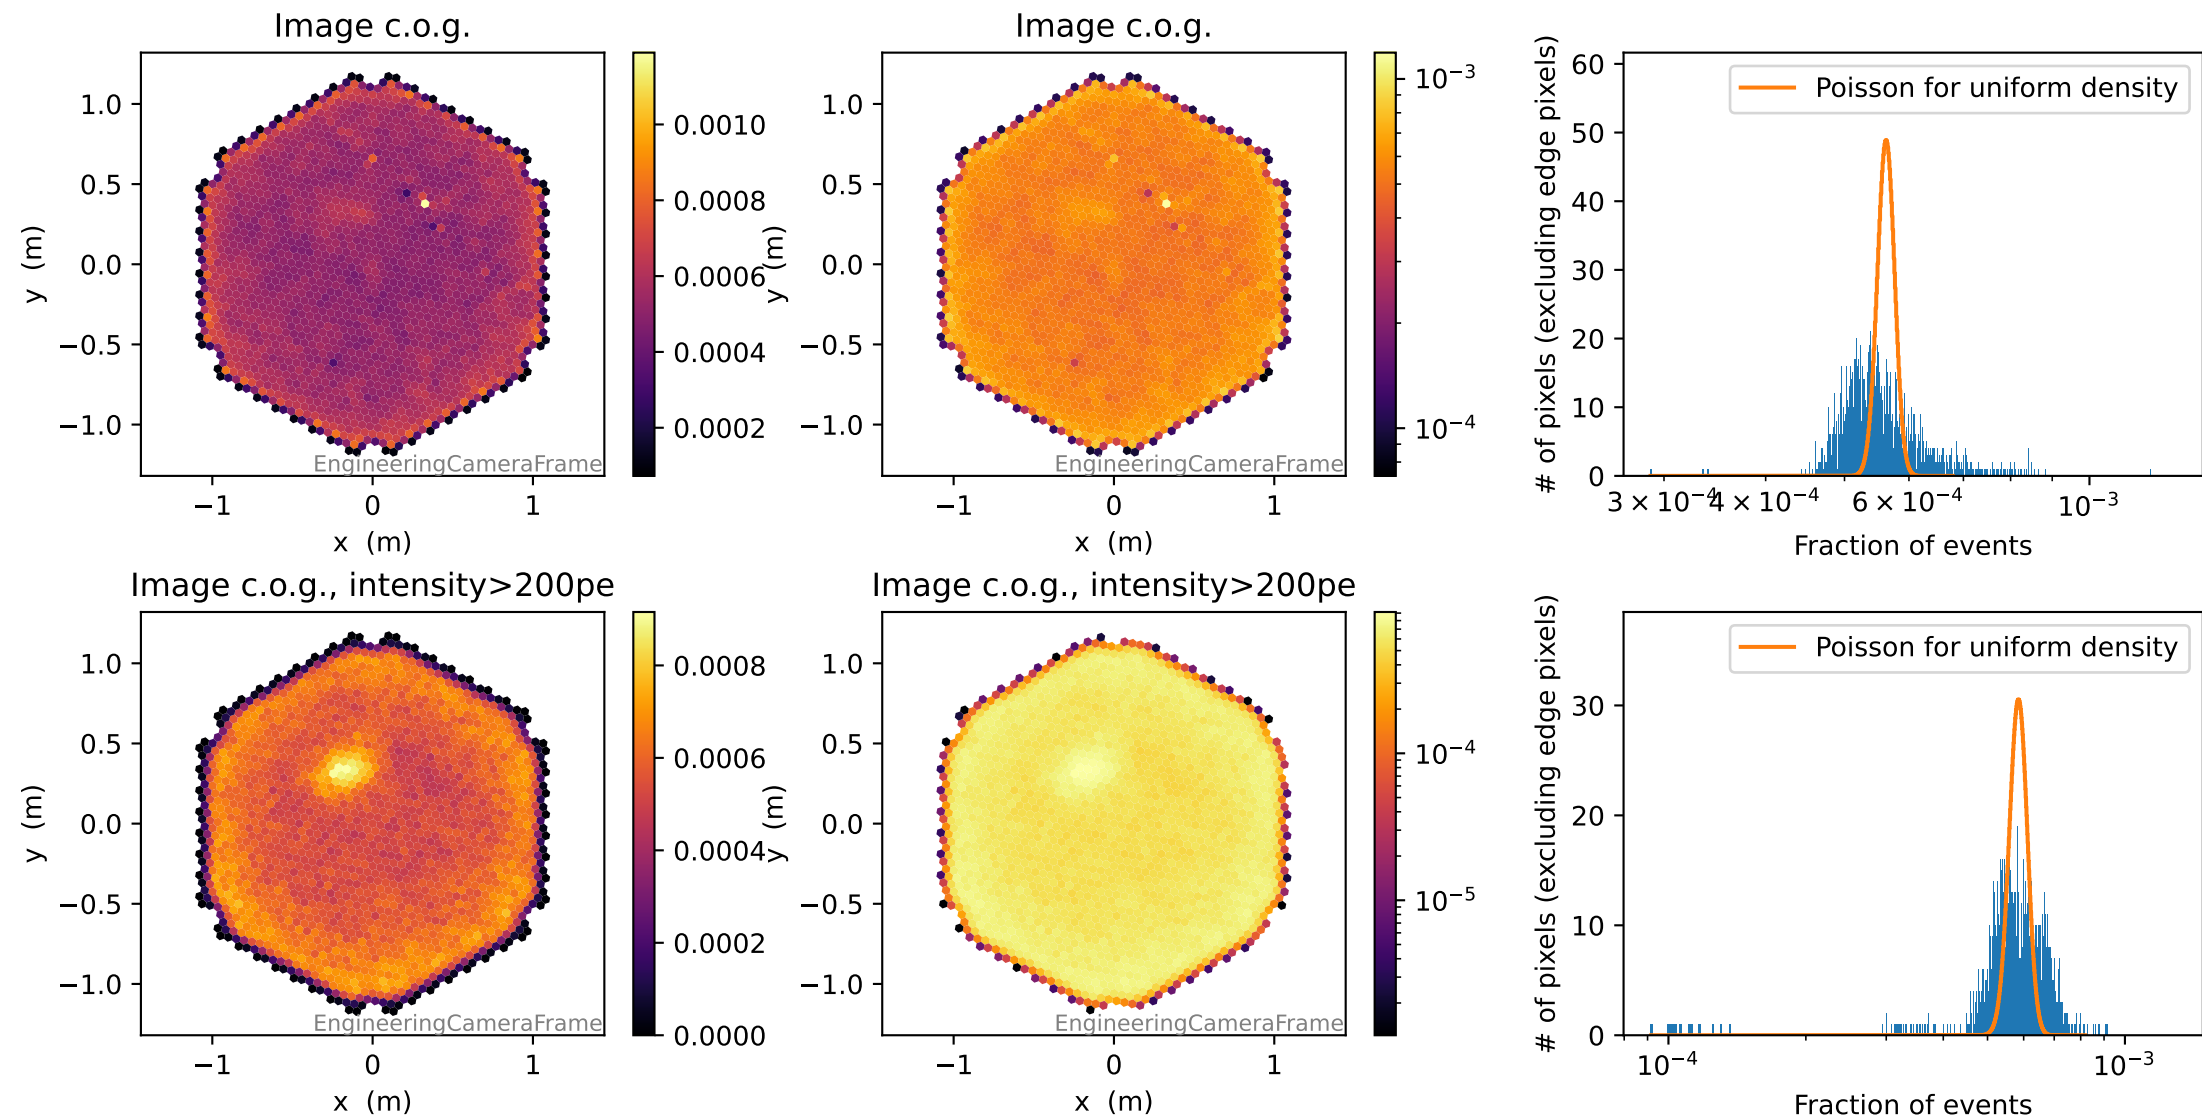 Image c.o.g.
y (m)
1.0
0.5
0.0
−0.5
−1.0
−1
0
1
x (m)
EngineeringCameraFrame
0.0010
0.0008
0.0006
0.0004
0.0002
Image c.o.g.
y (m)
1.0
0.5
0.0
−0.5
−1.0
−1
0
1
x (m)
EngineeringCameraFrame
10⁻³
10⁻⁴
# of pixels (excluding edge pixels)
60
50
40
30
20
10
0
Poisson for uniform density
3 × 10⁻⁴
4 × 10⁻⁴
6 × 10⁻⁴
10⁻³
Fraction of events
Image c.o.g., intensity>200pe
y (m)
1.0
0.5
0.0
−0.5
−1.0
−1
0
1
x (m)
EngineeringCameraFrame
0.0008
0.0006
0.0004
0.0002
0.0000
Image c.o.g., intensity>200pe
y (m)
1.0
0.5
0.0
−0.5
−1.0
−1
0
1
x (m)
EngineeringCameraFrame
10⁻⁴
10⁻⁵
# of pixels (excluding edge pixels)
30
20
10
0
Poisson for uniform density
10⁻⁴
10⁻³
Fraction of events